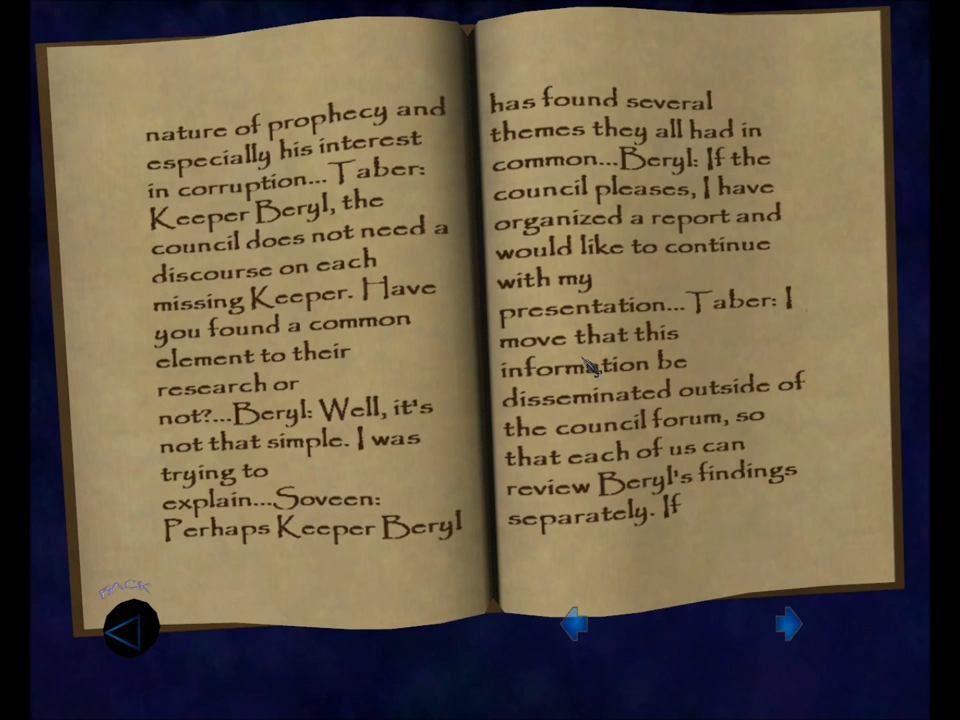 nature of prophecy and
especially his interest
in corruption... Taber:
Keeper Beryl, the
council does not need a
discourse on each
missing Keeper. Have
you found a common
element to their
research or
not?...Beryl: Well, it's
not that simple. I was
trying to
explain...Soveen:
Perhaps Keeper Beryl
has found several
themes they all had in
common...Beryl: If the
council pleases, I have
organized a report and
would like to continue
with my
presentation...Taber: I
move that this
information be
disseminated outside of
the council forum, so
that each of us can
review Beryl's findings
separately. If
BACK